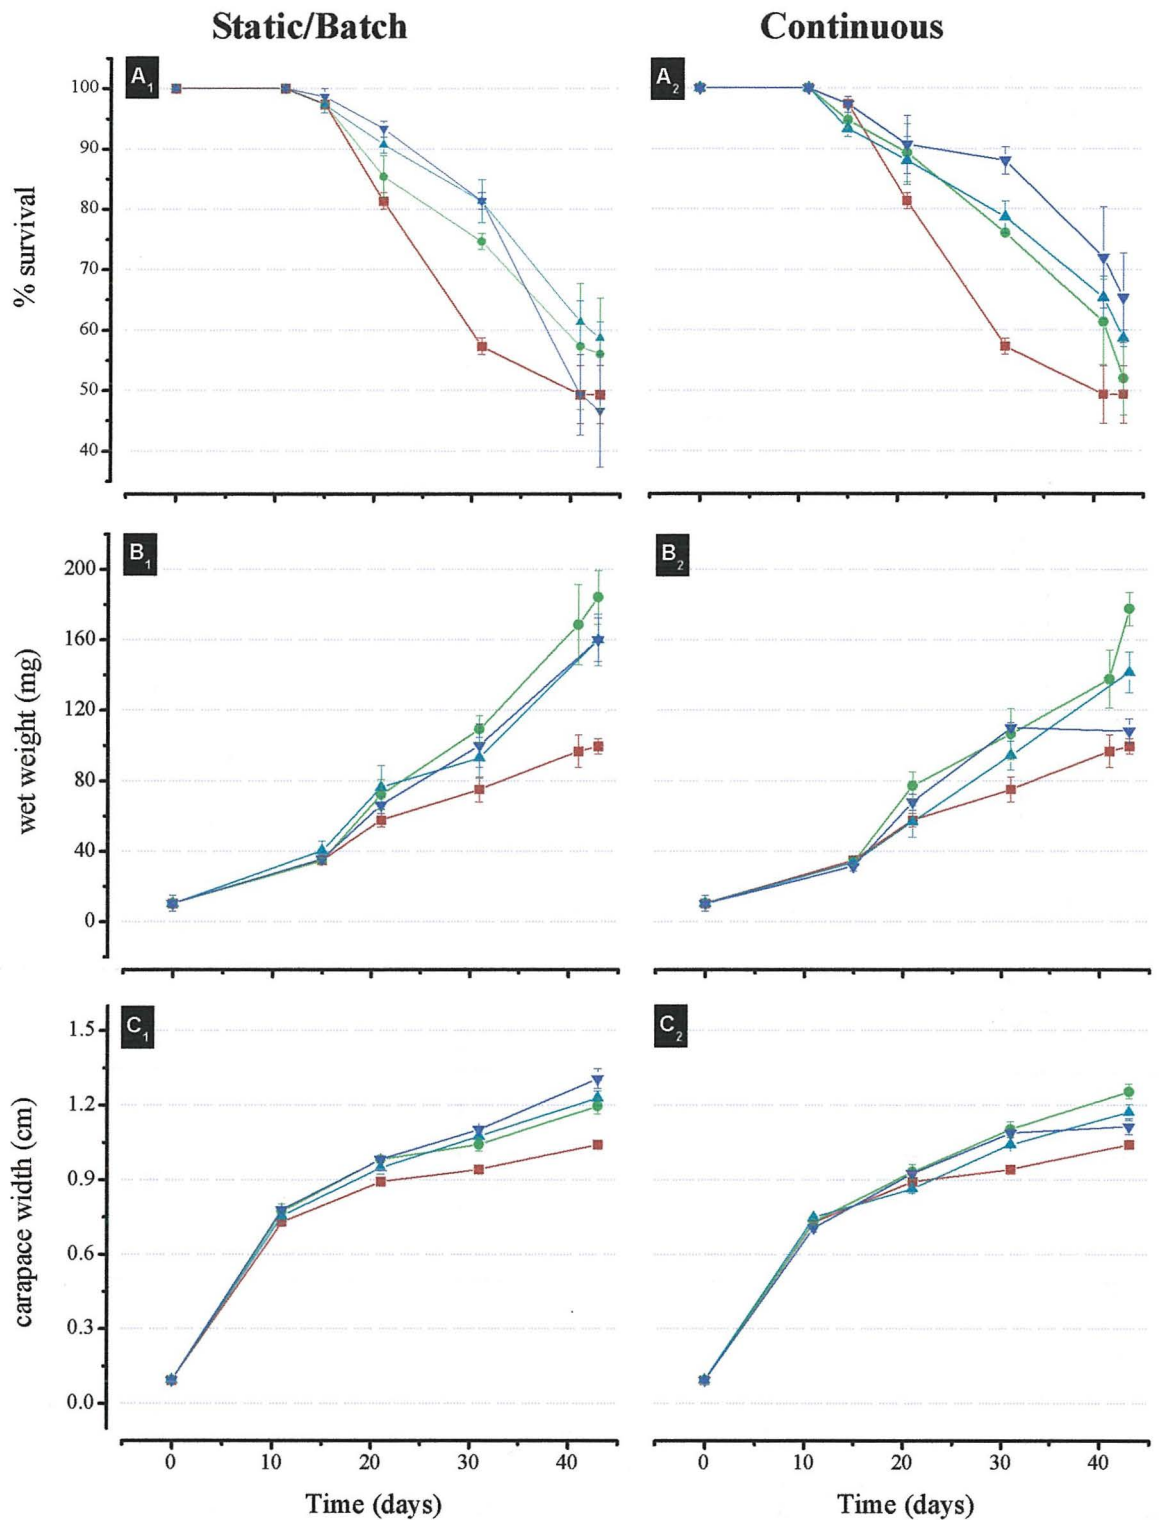 Static/Batch
Continuous
A1
A2
% survival
100
90
80
70
60
50
40
B1
B2
wet weight (mg)
200
160
120
80
40
0
C1
C2
carapace width (cm)
1.5
1.2
0.9
0.6
0.3
0.0
0 10 20 30 40
0 10 20 30 40
Time (days)
Time (days)